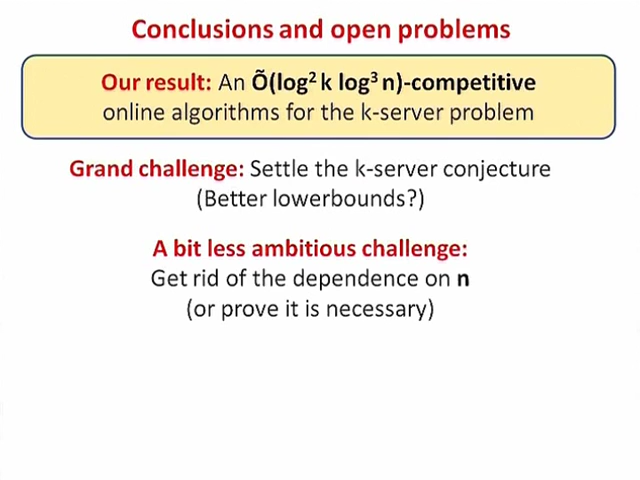 Conclusions and open problems
Our result: An Õ(log² k log³ n)-competitive
online algorithms for the k-server problem
Grand challenge: Settle the k-server conjecture
(Better lowerbounds?)
A bit less ambitious challenge:
Get rid of the dependence on n
(or prove it is necessary)